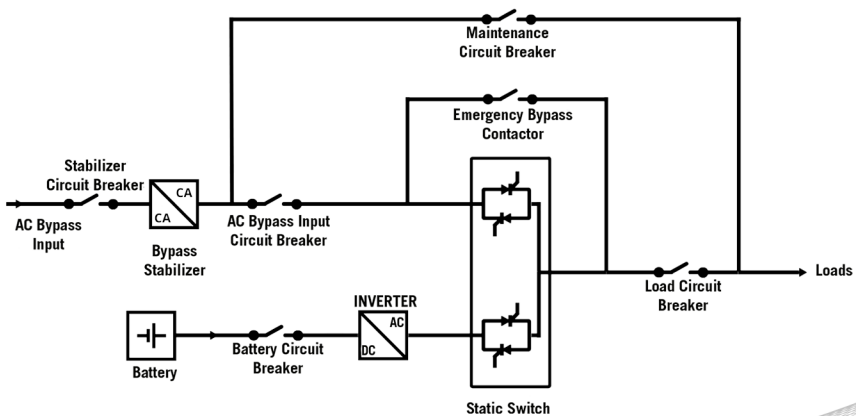 Maintenance
Circuit Breaker
Emergency Bypass
Contactor
Stabilizer
Circuit Breaker
CA
CA
AC Bypass
Input
Bypass
Stabilizer
AC Bypass Input
Circuit Breaker
Loads
Load Circuit
Breaker
INVERTER
AC
DC
Battery
Battery Circuit
Breaker
Static Switch